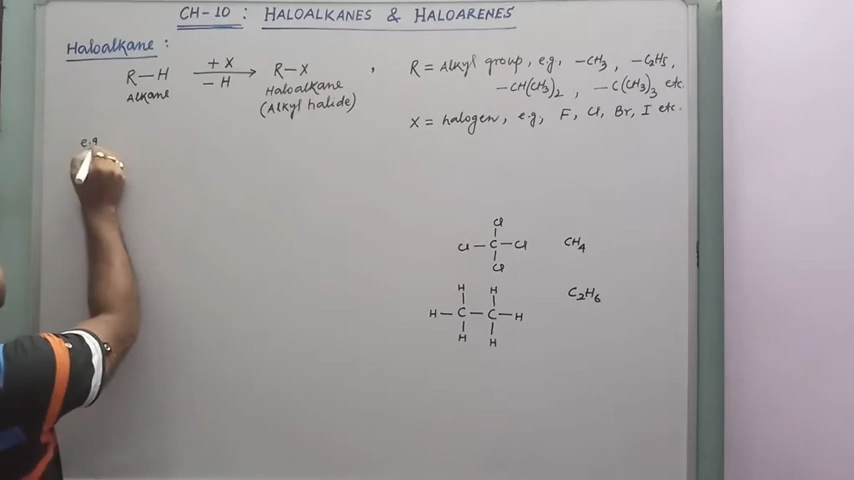 CH-10 : HALOALKANES & HALOARENES
Haloalkane :
R—H + X − H R—X , R = Alkyl group, e.g, —CH3, —C2H5,
Alkane Haloalkane —CH(CH3)2, —C(CH3)3 etc.
(Alkyl halide) X = halogen, e.g, F, Cl, Br, I etc.
e.g
Cl
Cl — C — Cl CH4
Cl
H H C2H6
H — C — C — H
H H